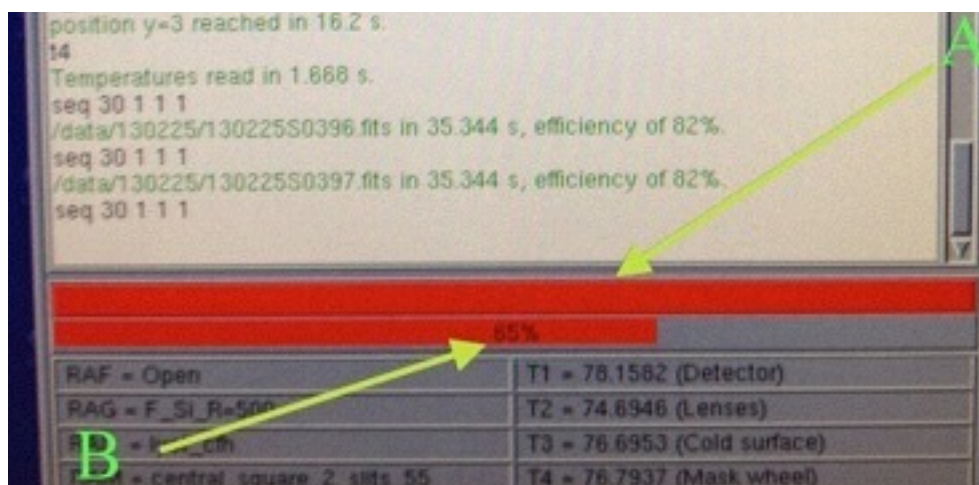 position y=3 reached in 16.2 s.
t4
Temperatures read in 1.668 s.
seq 30 1 1 1
/data/130225/130225S0396.fits in 35.344 s, efficiency of 82%.
seq 30 1 1 1
/data/130225/130225S0397.fits in 35.344 s, efficiency of 82%.
seq 30 1 1 1
A
65%
RAF = Open
T1 = 78.1582 (Detector)
RAG = F_Si_R=500
T2 = 74.6946 (Lenses)
B
T3 = 76.6953 (Cold surface)
= central_square_2_slits_55
T4 = 76.7937 (Mask wheel)